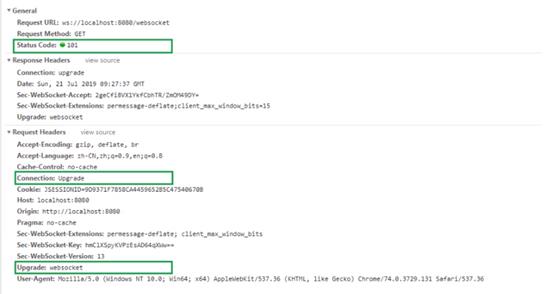 General
Request URL: ws://localhost:8080/websocket
Request Method: GET
Status Code: 101
Response Headers view source
Connection: upgrade
Date: Sun, 21 Jul 2019 09:27:37 GMT
Sec-WebSocket-Accept: 2geCfi8VX1YkfCbhTR/ZmOM49DY=
Sec-WebSocket-Extensions: permessage-deflate;client_max_window_bits=15
Upgrade: websocket
Request Headers view source
Accept-Encoding: gzip, deflate, br
Accept-Language: zh-CN,zh;q=0.9,en;q=0.8
Cache-Control: no-cache
Connection: Upgrade
Cookie: JSESSIONID=9D9371F7858CA4459652B5C475406708
Host: localhost:8080
Origin: http://localhost:8080
Pragma: no-cache
Sec-WebSocket-Extensions: permessage-deflate; client_max_window_bits
Sec-WebSocket-Key:
Sec-WebSocket-Version: 13
Upgrade: websocket
User-Agent: Mozilla/5.0 (Windows NT 10.0; Win64; x64) AppleWebKit/537.36 (KHTML, like Gecko) Chrome/74.0.3729.131 Safari/537.36